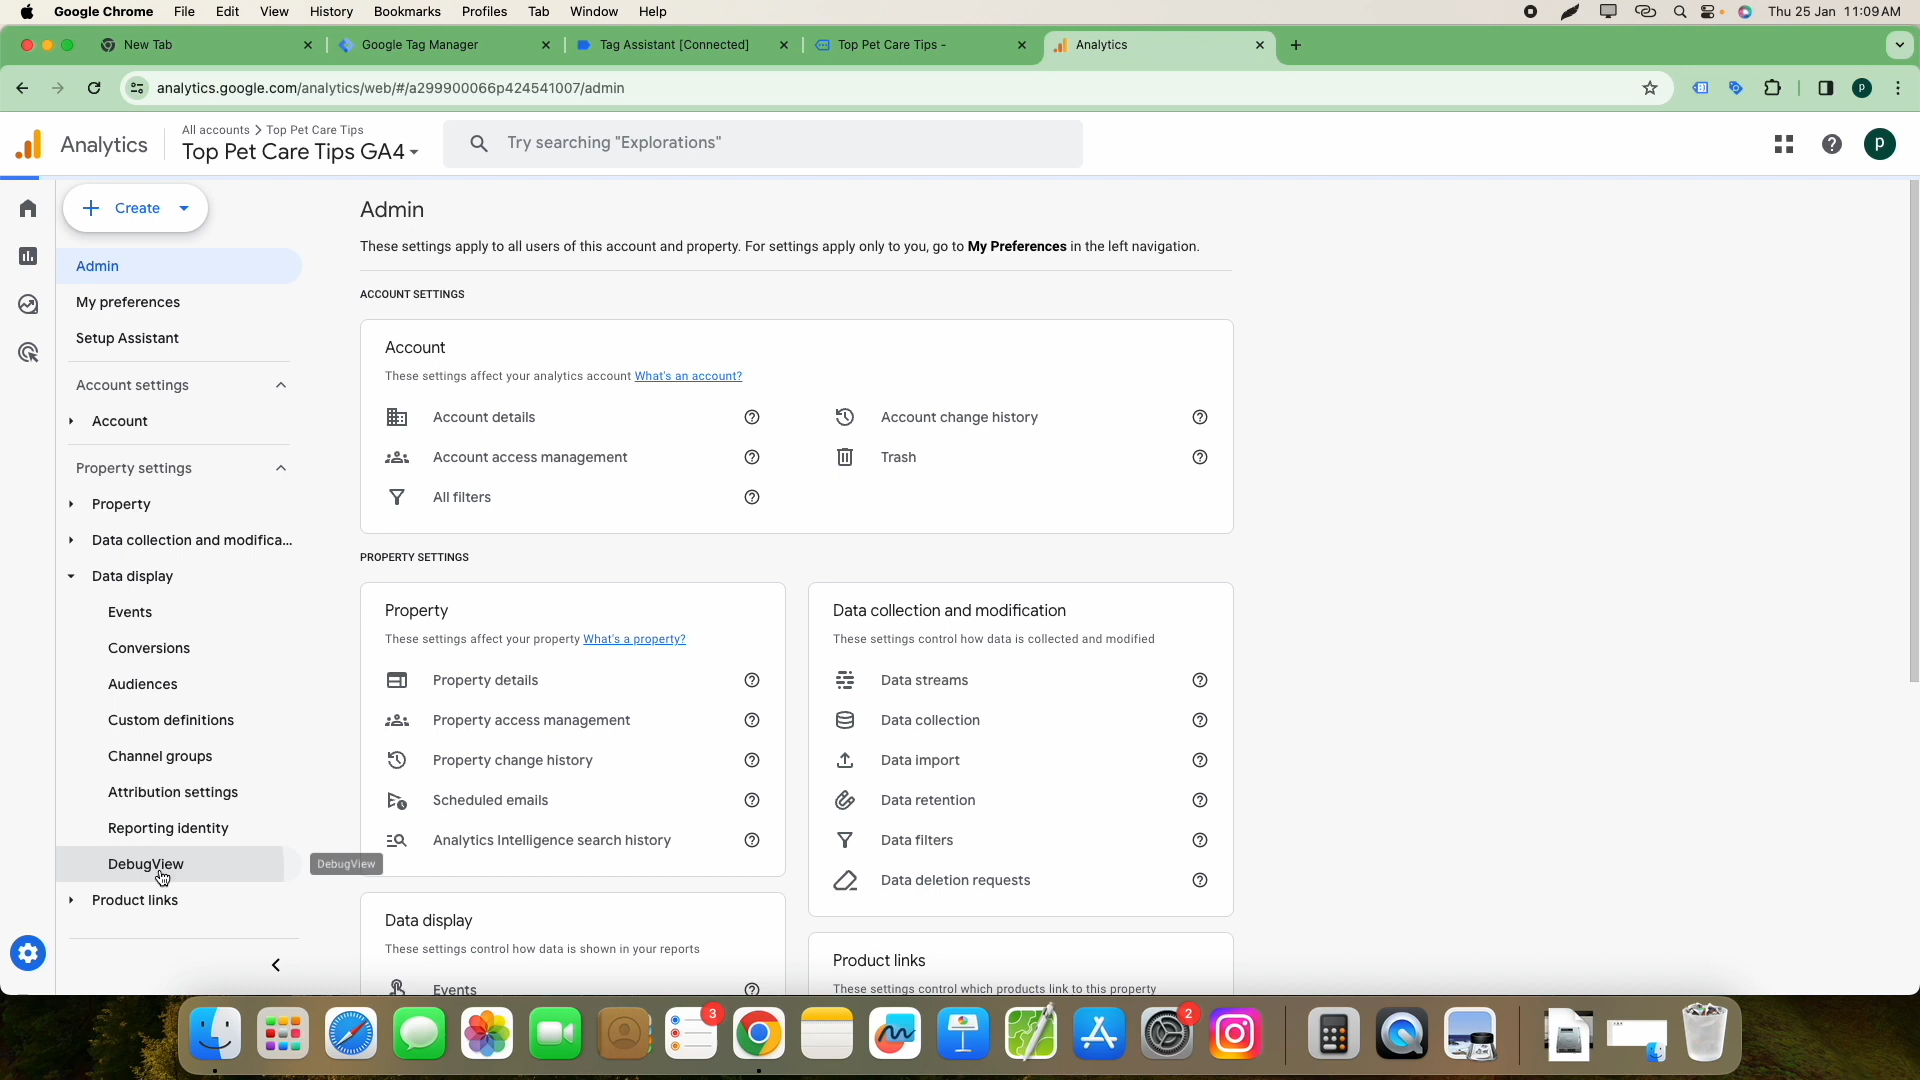 Google Chrome File Edit View History Bookmarks Profiles Tab Window Help Thu 25 Jan 11:09 AM
New Tab Google Tag Manager Tag Assistant [Connected] Top Pet Care Tips - Analytics
analytics.google.com/analytics/web/#/a299900066p424541007/admin p
Analytics
All accounts > Top Pet Care Tips
Top Pet Care Tips GA4
Try searching "Explorations"
p
Create
Admin
My preferences
Setup Assistant
Account settings
Account
Property settings
Property
Data collection and modifica...
Data display
Events
Conversions
Audiences
Custom definitions
Channel groups
Attribution settings
Reporting identity
DebugView
DebugView
Product links
Admin
These settings apply to all users of this account and property. For settings apply only to you, go to My Preferences in the left navigation.
ACCOUNT SETTINGS
Account
These settings affect your analytics account What's an account?
Account details
Account change history
Account access management
Trash
All filters
PROPERTY SETTINGS
Property
These settings affect your property What's a property?
Property details
Property access management
Property change history
Scheduled emails
Analytics Intelligence search history
Data collection and modification
These settings control how data is collected and modified
Data streams
Data collection
Data import
Data retention
Data filters
Data deletion requests
Data display
These settings control how data is shown in your reports
Events
Product links
These settings control which products link to this property
3
2